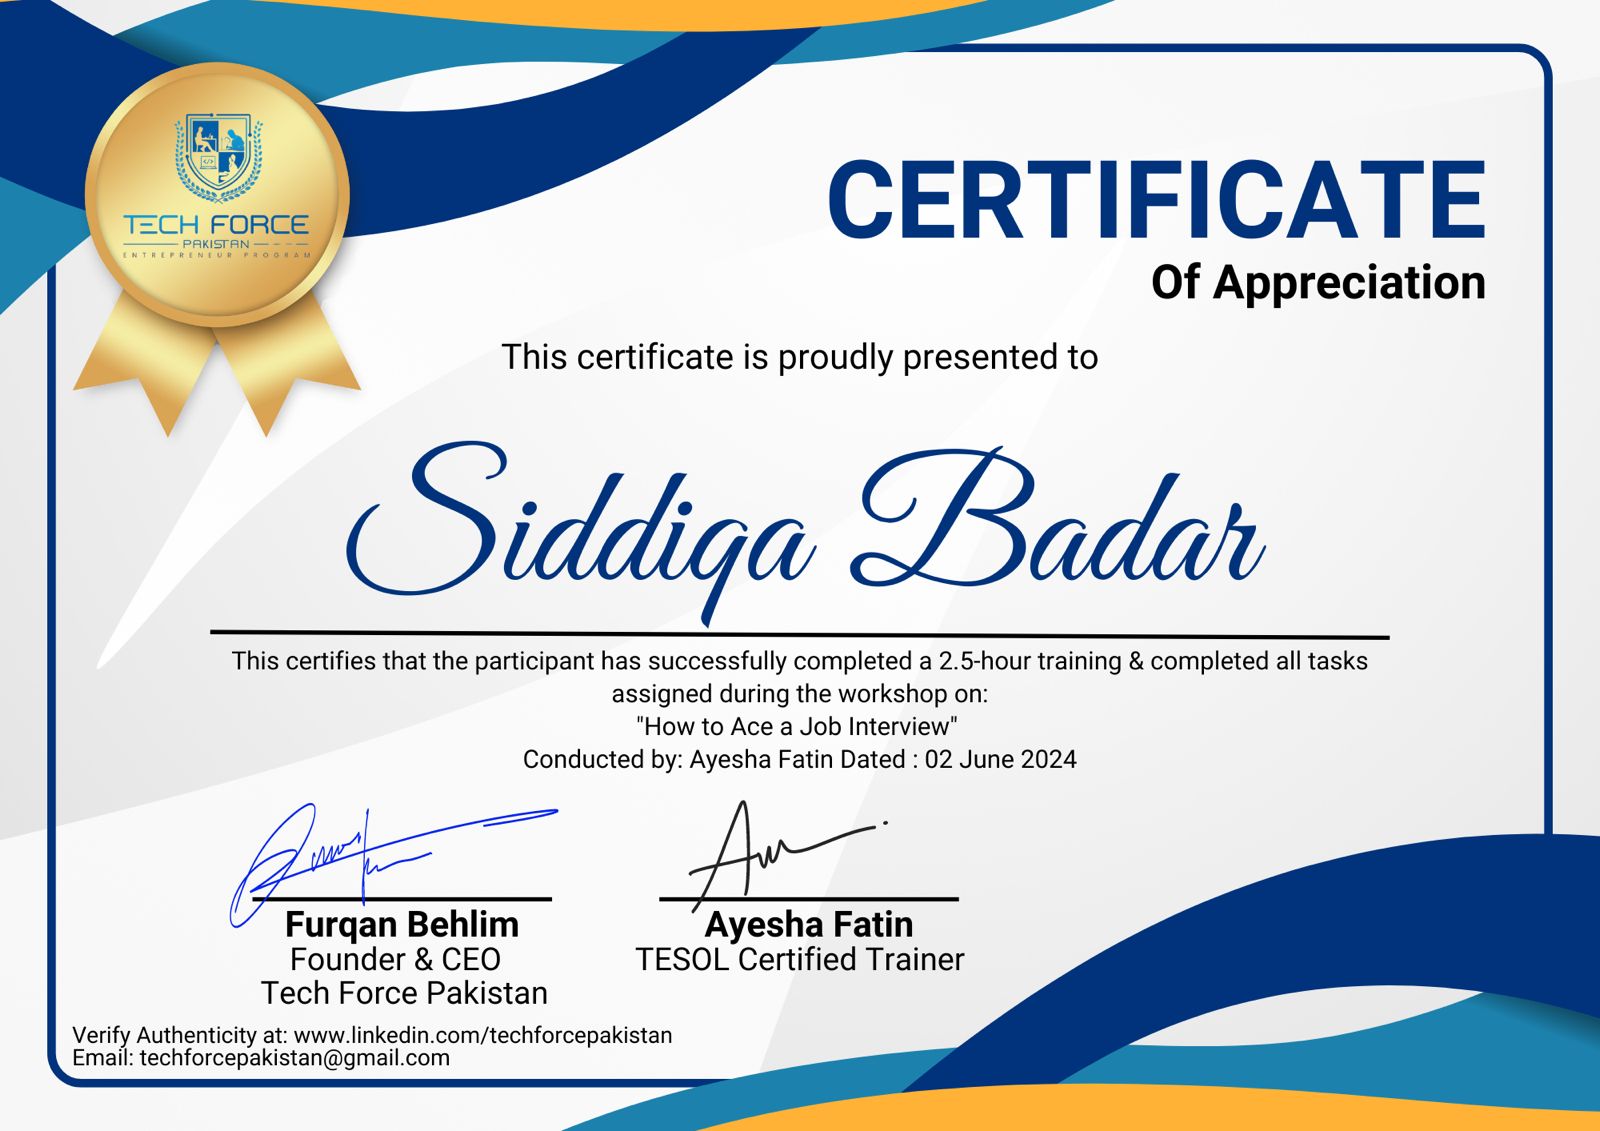 TECH FORCE
PAKISTAN
ENTREPRENEUR PROGRAM
CERTIFICATE
Of Appreciation
This certificate is proudly presented to
Siddiqa Badar
This certifies that the participant has successfully completed a 2.5-hour training & completed all tasks
assigned during the workshop on:
"How to Ace a Job Interview"
Conducted by: Ayesha Fatin Dated : 02 June 2024
Furqan Behlim
Founder & CEO
Tech Force Pakistan
Ayesha Fatin
TESOL Certified Trainer
Verify Authenticity at: www.linkedin.com/techforcepakistan
Email: techforcepakistan@gmail.com